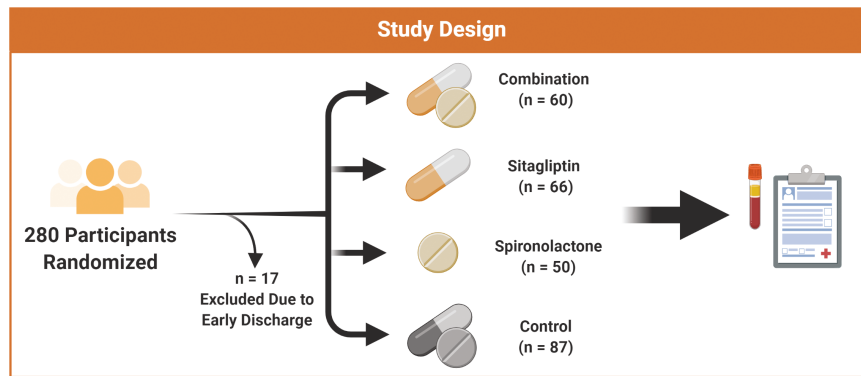 Study Design
280 Participants
Randomized
n = 17
Excluded Due to
Early Discharge
Combination
(n = 60)
Sitagliptin
(n = 66)
Spironolactone
(n = 50)
Control
(n = 87)